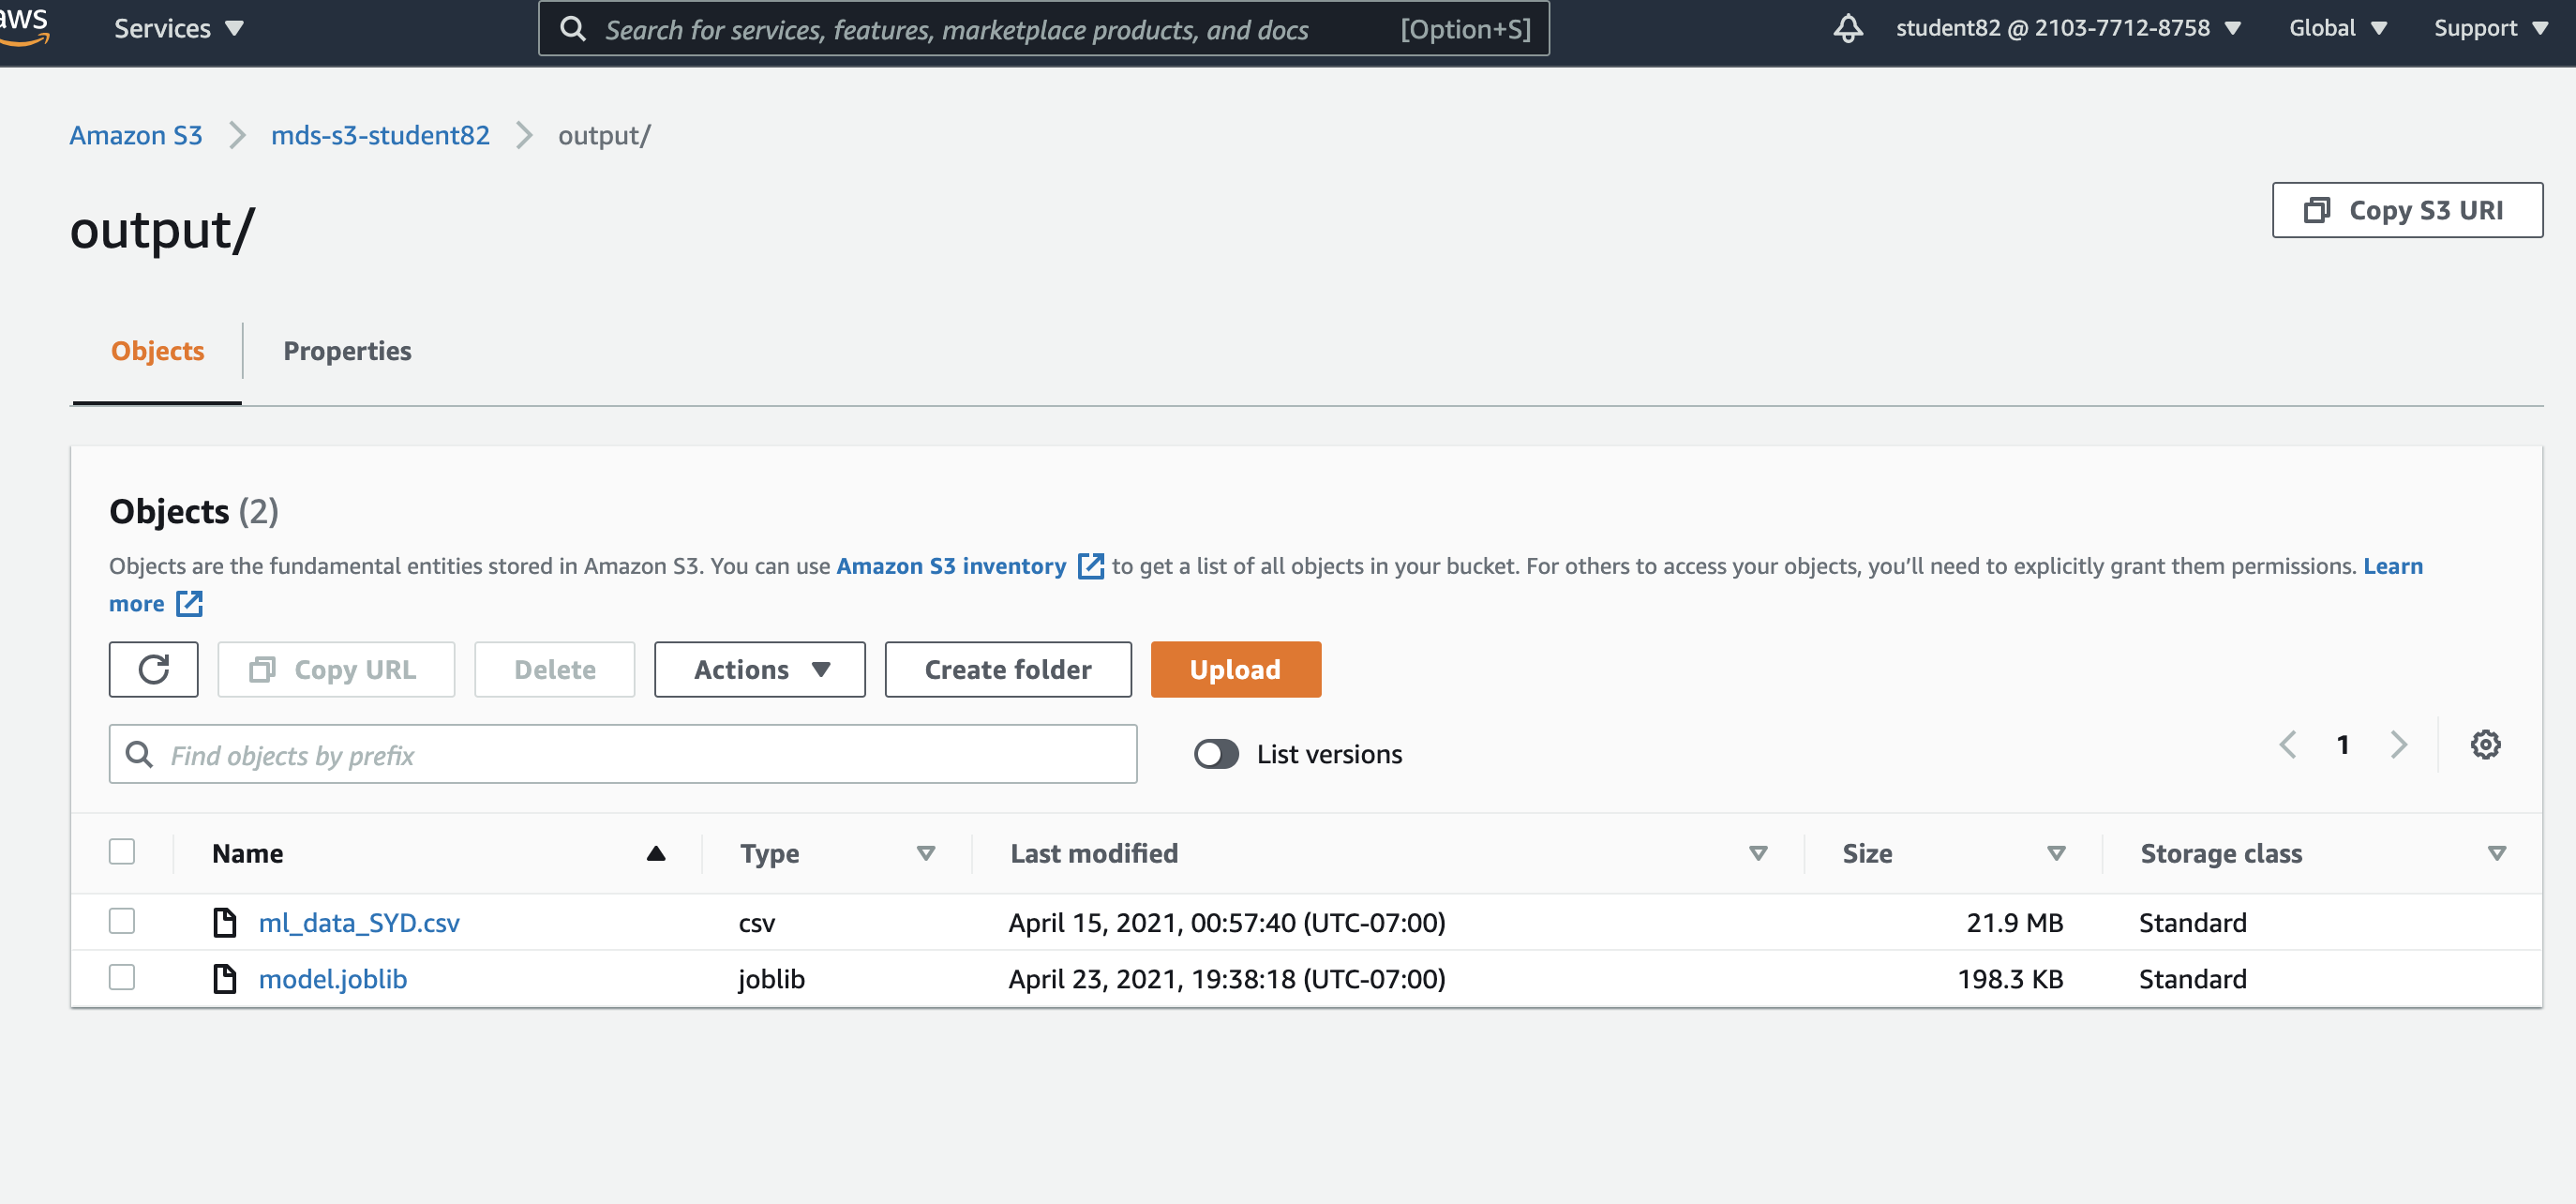 aws Services Search for services, features, marketplace products, and docs [Option+S] student82 @ 2103-7712-8758 Global Support
Amazon S3 mds-s3-student82 output/
output/
Copy S3 URI
Objects Properties
Objects (2)
Objects are the fundamental entities stored in Amazon S3. You can use Amazon S3 inventory to get a list of all objects in your bucket. For others to access your objects, you’ll need to explicitly grant them permissions. Learn
more
Copy URL Delete Actions Create folder Upload
Find objects by prefix List versions 1
Name Type Last modified Size Storage class
ml_data_SYD.csv csv April 15, 2021, 00:57:40 (UTC-07:00) 21.9 MB Standard
model.joblib joblib April 23, 2021, 19:38:18 (UTC-07:00) 198.3 KB Standard